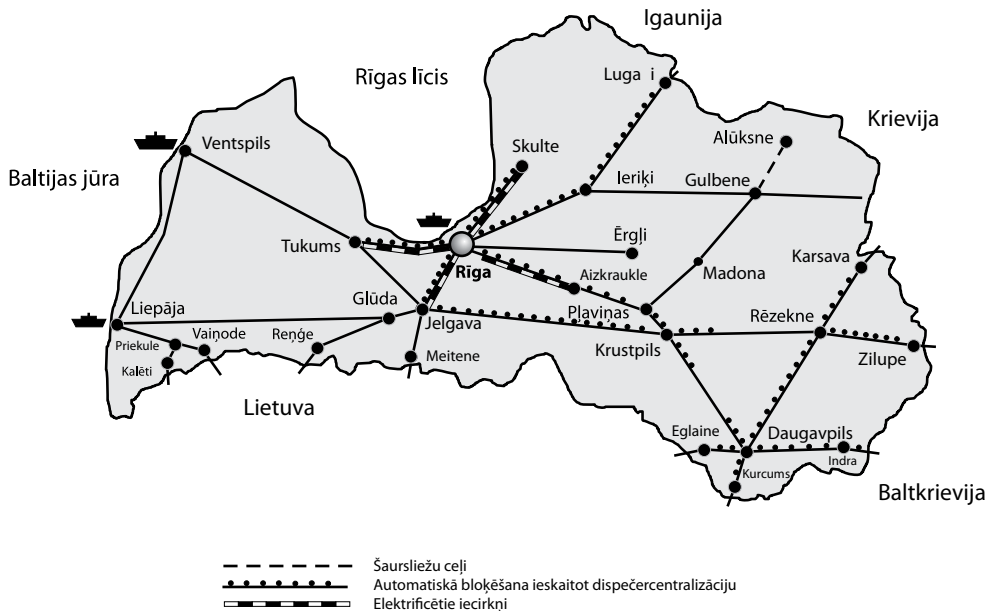 Igaunija
Rīgas līcis
Luga i
Krievija
Alūksne
Skulte
Ventspils
Baltijas jūra
Ieriķi
Gulbene
Ērgļi
Tukums
Rīga
Madona
Karsava
Aizkraukle
Liepāja
Glūda
Jelgava
Pļaviņas
Rēzekne
Priekule
Vaiņode
Reņģe
Meitene
Krustpils
Zilupe
Kalēti
Lietuva
Eglaine
Daugavpils
Indra
Kurcums
Baltkrievija
Šaursliežu ceļi
Automatiskā bloķēšana ieskaitot dispečercentralizāciju
Elektrificētie iecirkņi